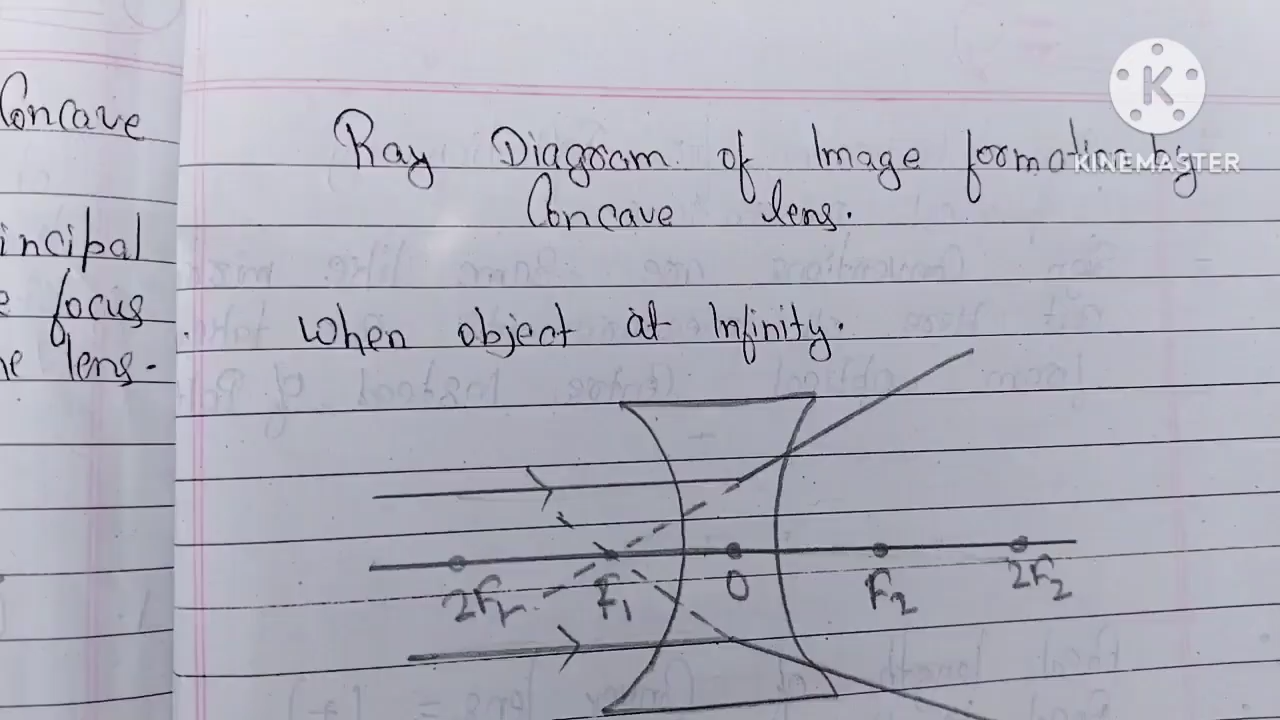 Concave
incipal
e focus
he lens.
Ray Diagram of Image formation by
Concave lens.
When object at Infinity.
2F1
F1
O
F2
2F2
K
KINEMASTER